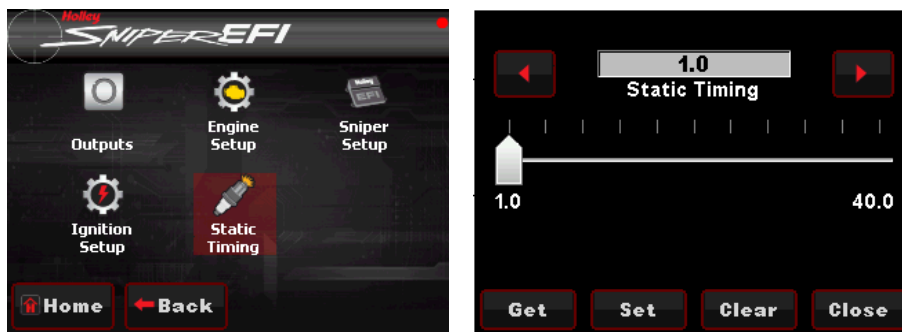 Holley
SNIPER EFI
Outputs
Engine
Setup
Holley
EFI
Sniper
Setup
Ignition
Setup
Static
Timing
Home
Back
1.0
Static Timing
1.0
40.0
Get
Set
Clear
Close